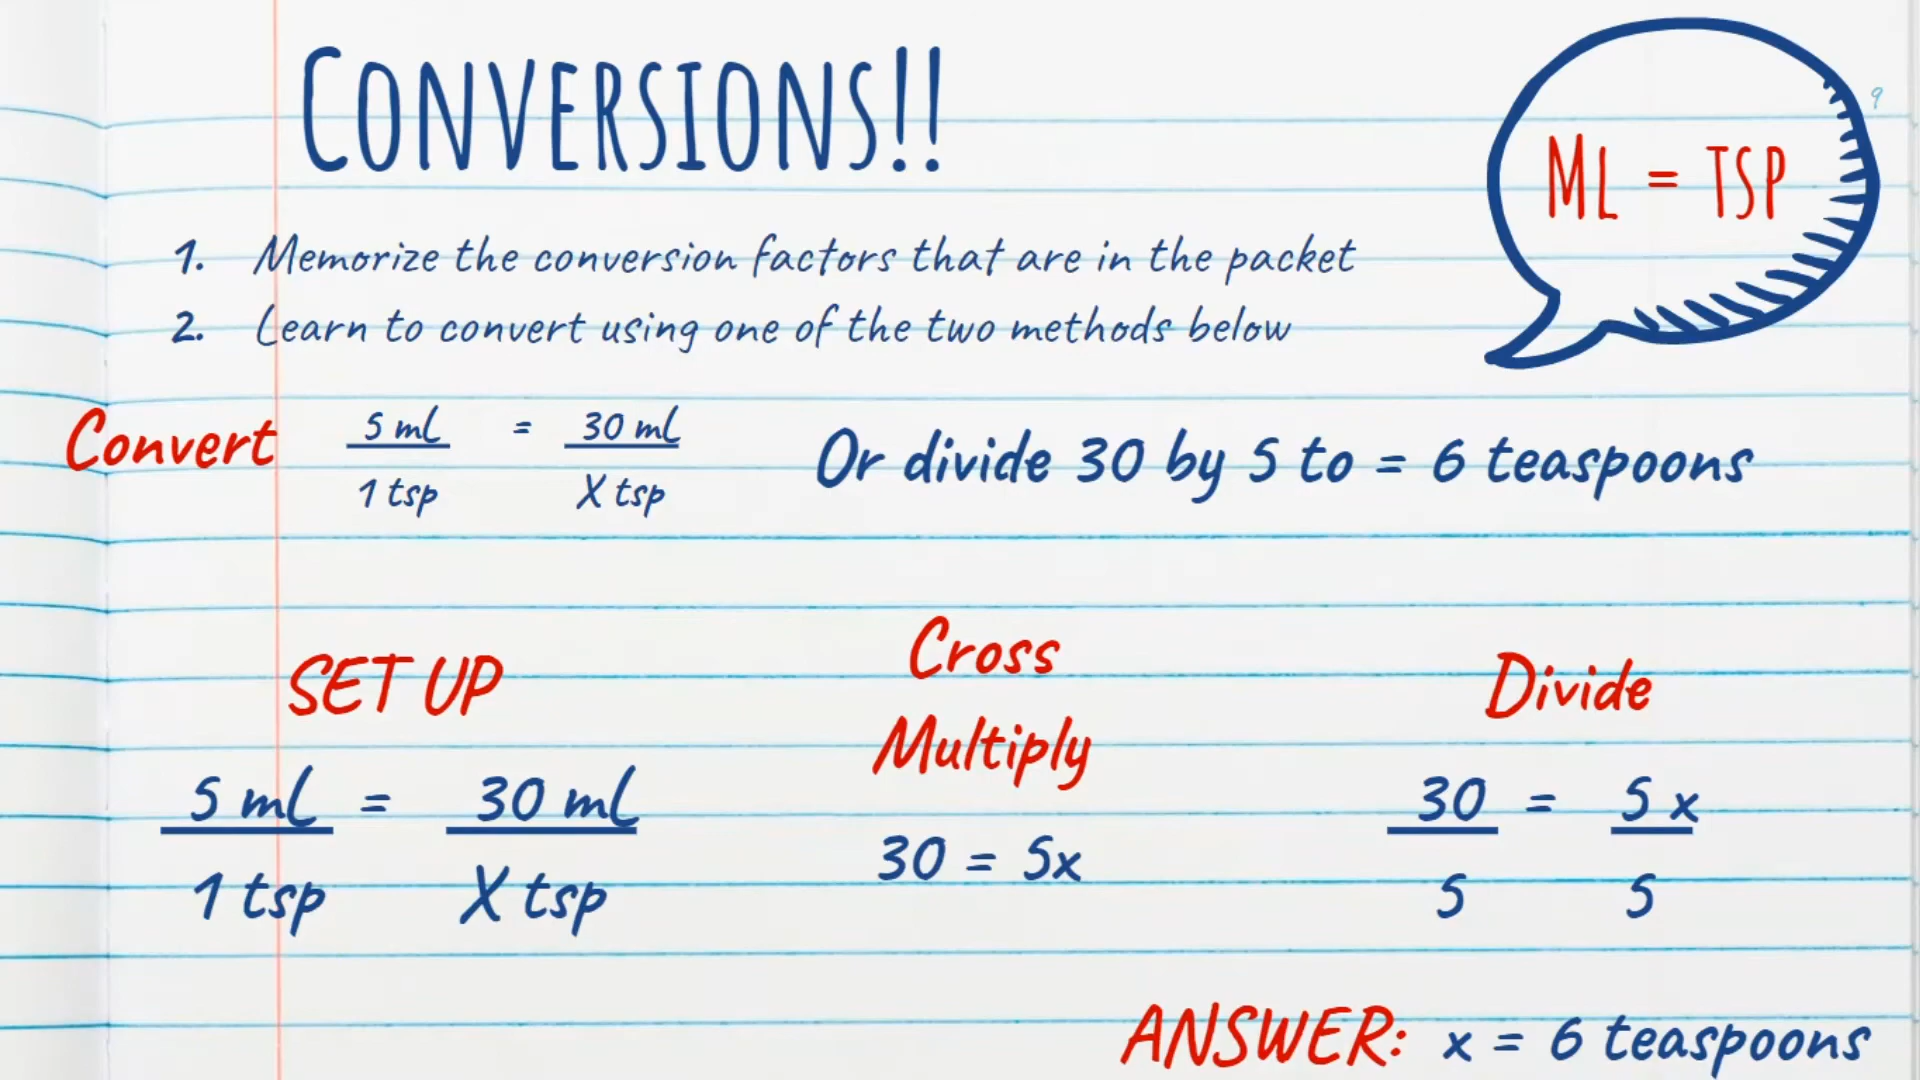 CONVERSIONS!!
9
ML = TSP
1. Memorize the conversion factors that are in the packet
2. Learn to convert using one of the two methods below
Convert
5 mL = 30 mL
1 tsp X tsp
Or divide 30 by 5 to = 6 teaspoons
SET UP
5 mL = 30 mL
1 tsp X tsp
Cross
Multiply
30 = 5x
Divide
30 = 5 x
5 5
ANSWER: x = 6 teaspoons